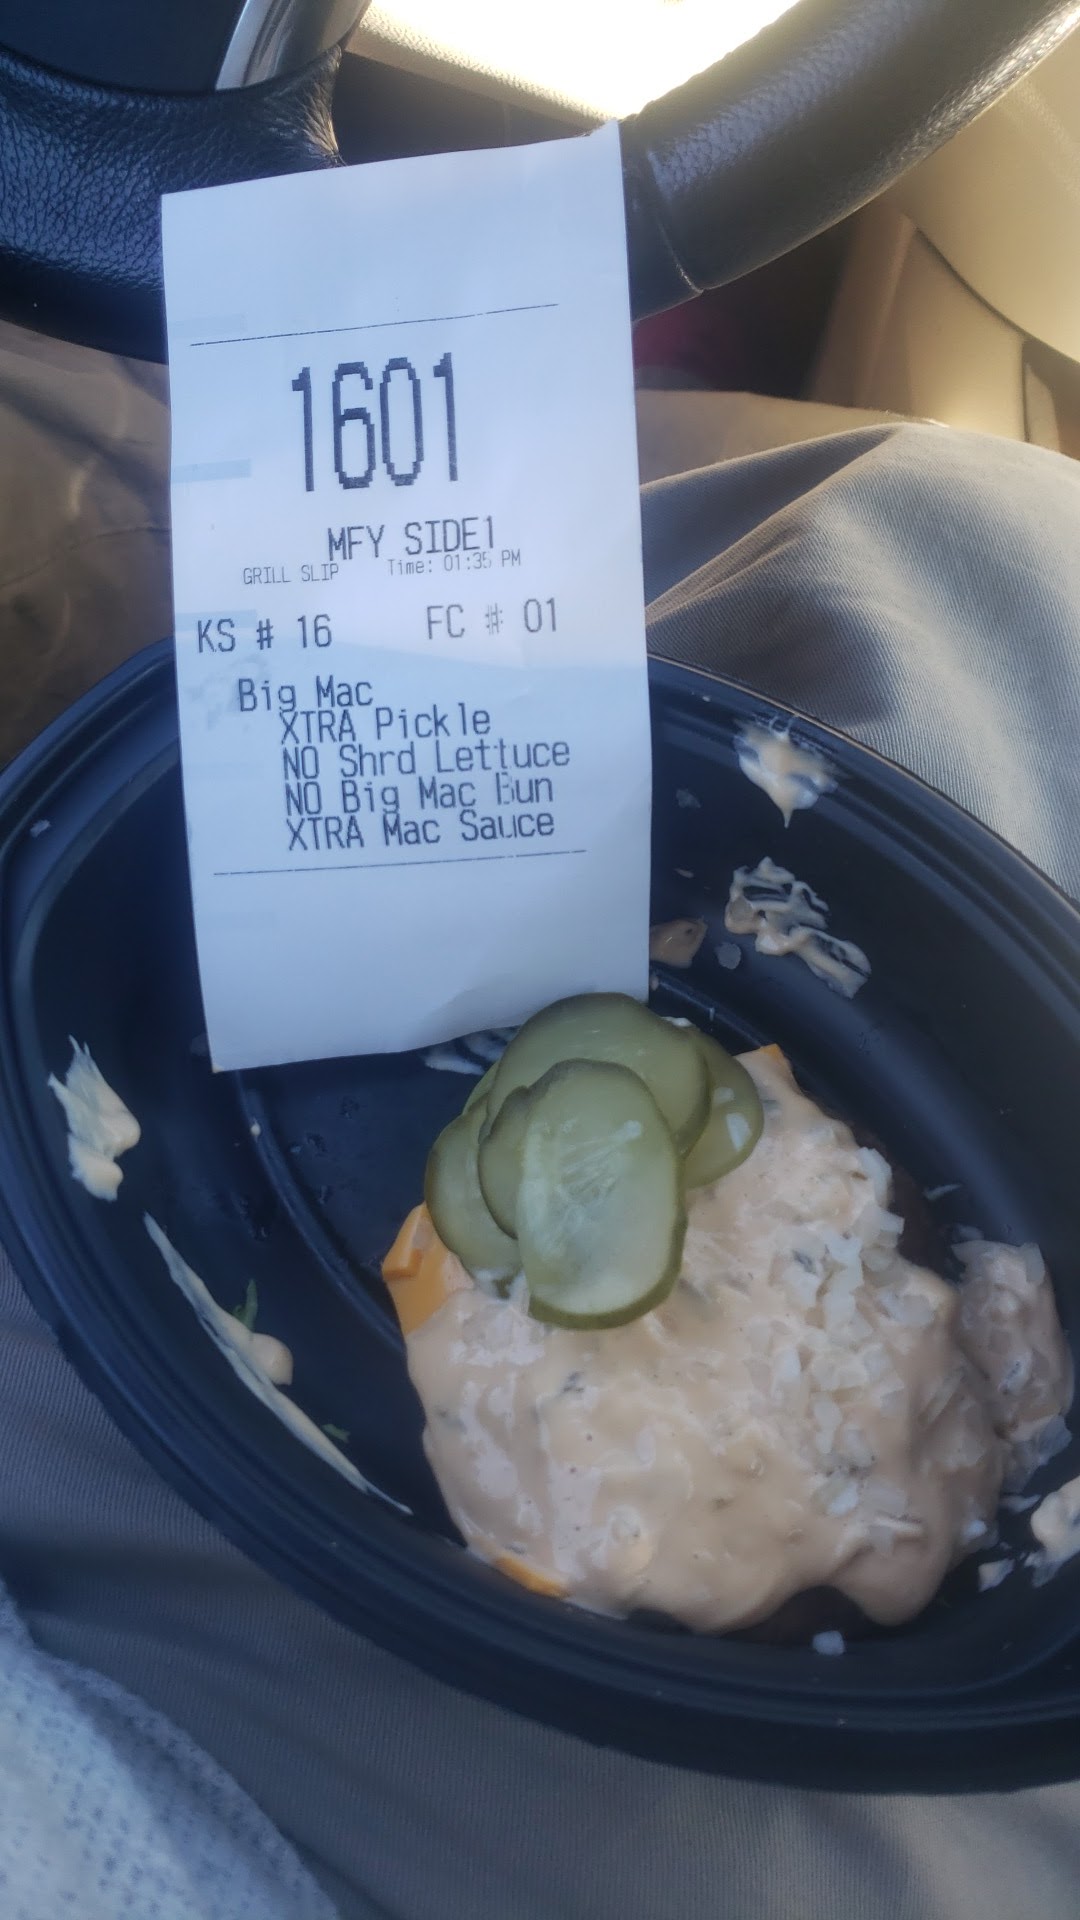 1601
MFY SIDE1
GRILL SLIP Time: 01:35 PM
KS # 16 FC # 01
Big Mac
XTRA Pickle
NO Shrd Lettuce
NO Big Mac Bun
XTRA Mac Sauce